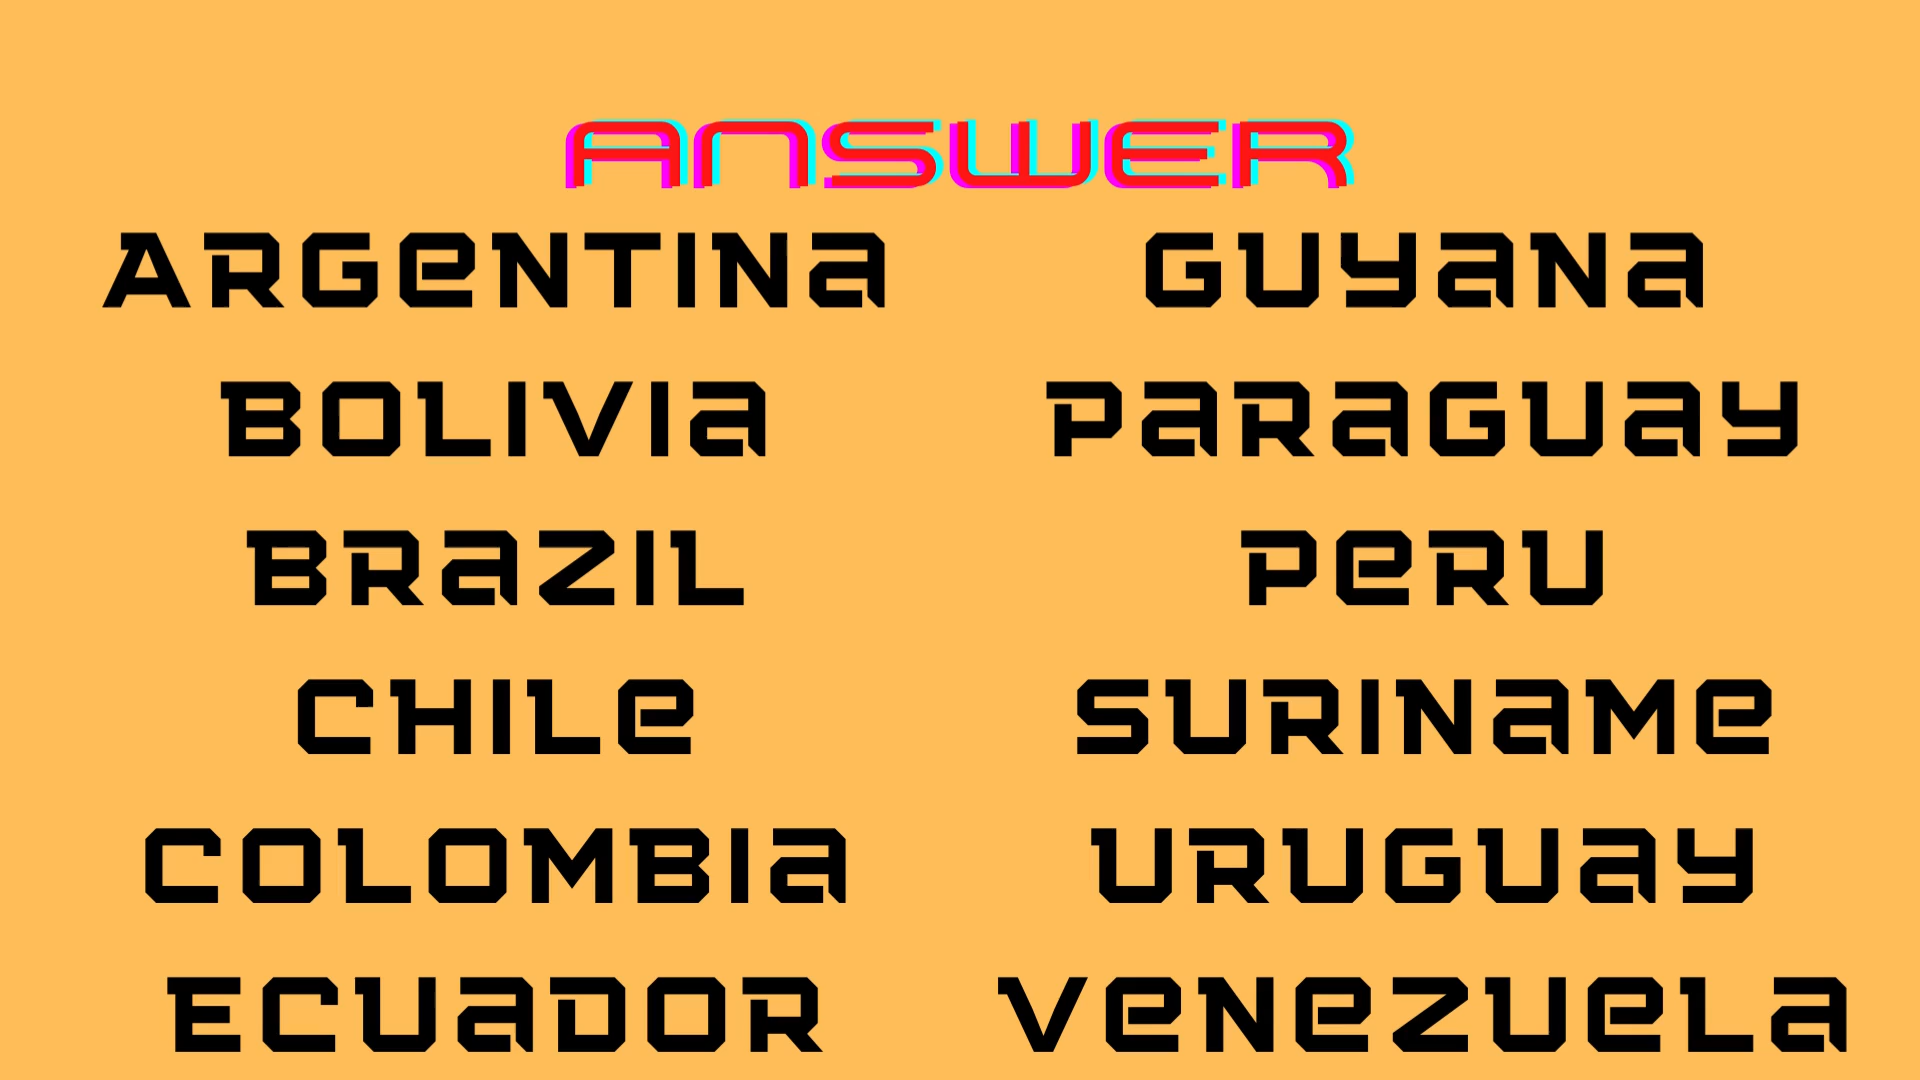 ANSWER
ARGENTINA
BOLIVIA
BRAZIL
CHILE
COLOMBIA
ECUADOR
GUYANA
PARAGUAY
PERU
SURINAME
URUGUAY
VENEZUELA